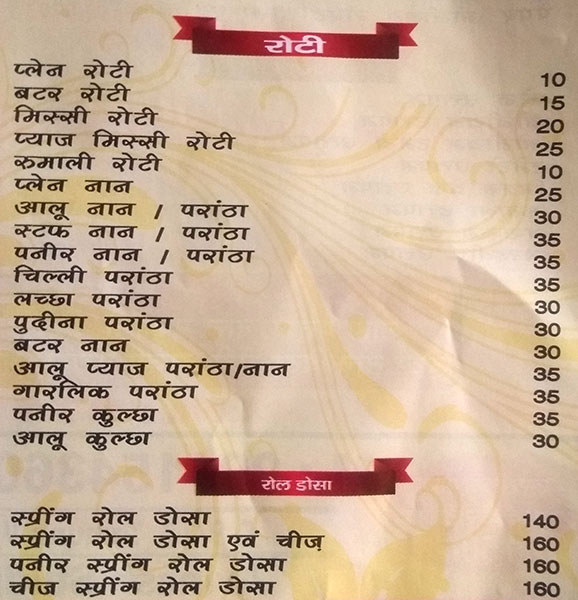 रोटी
प्लेन रोटी 10
बटर रोटी 15
मिस्सी रोटी 20
प्याज मिस्सी रोटी 25
रुमाली रोटी 10
प्लेन नान 25
आलू नान / परांठा 30
स्टफ नान / परांठा 35
पनीर नान / परांठा 35
चिल्ली परांठा 35
लच्छा परांठा 30
पुदीना परांठा 30
बटर नान 30
आलू प्याज परांठा/नान 35
गारलिक परांठा 35
पनीर कुल्छा 35
आलू कुल्छा 30
रोल डोसा
स्प्रींग रोल डोसा 140
स्प्रींग रोल डोसा एवं चीज़ 160
पनीर स्प्रींग रोल डोसा 160
चीज स्प्रींग रोल डोसा 160